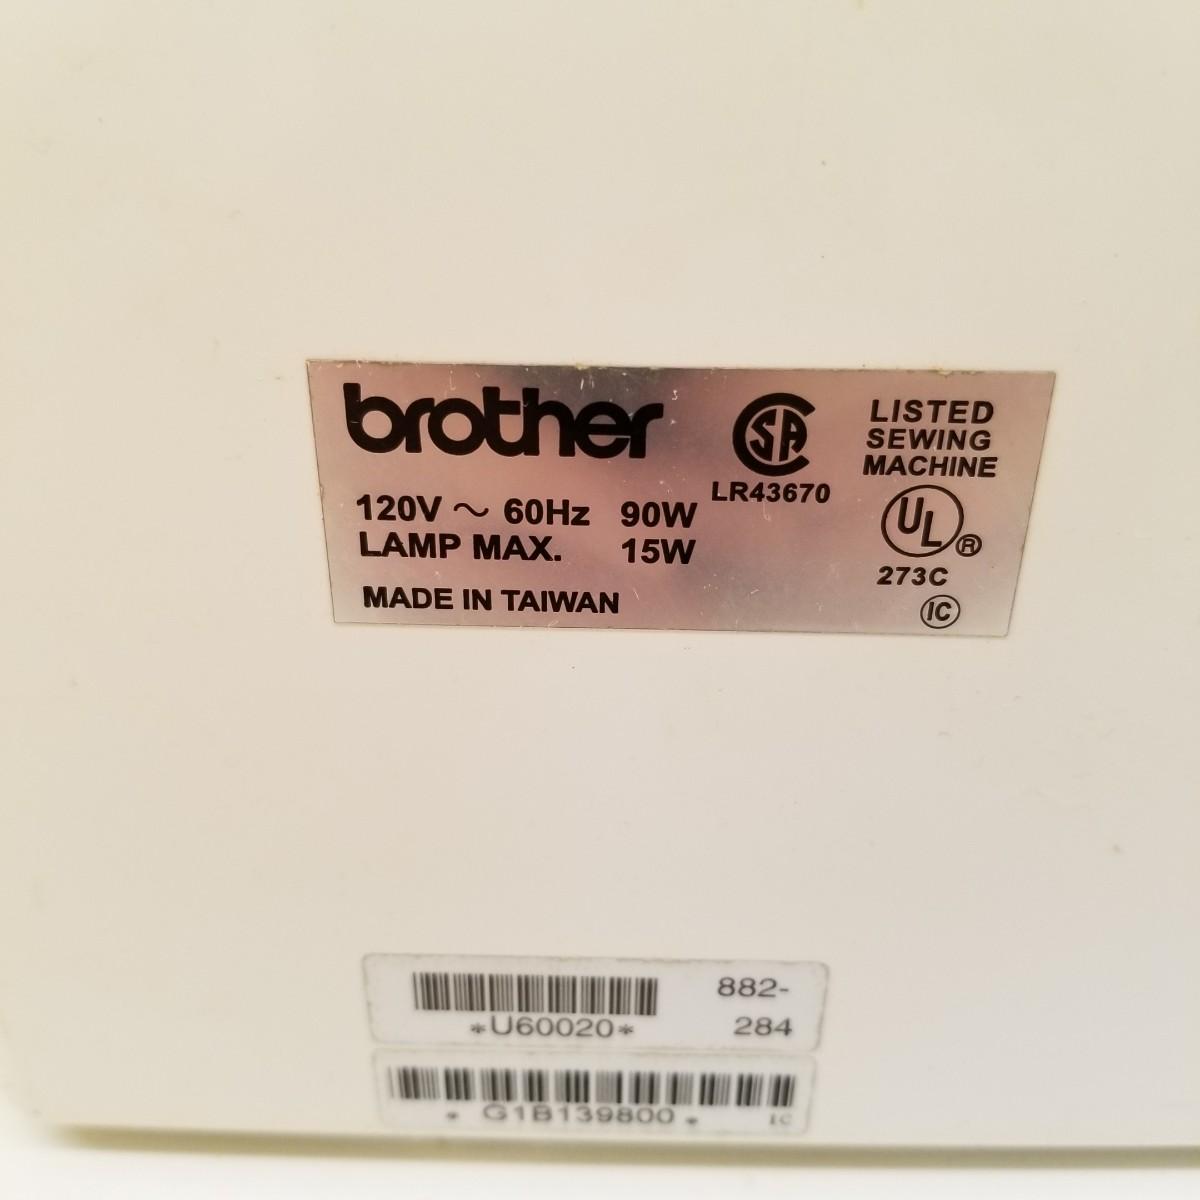 brother
120V ~ 60Hz 90W
LAMP MAX. 15W
MADE IN TAIWAN
CSA
LR43670
LISTED
SEWING
MACHINE
UL®
273C
IC
*U60020*
882-
284
* G1B139800 * IC